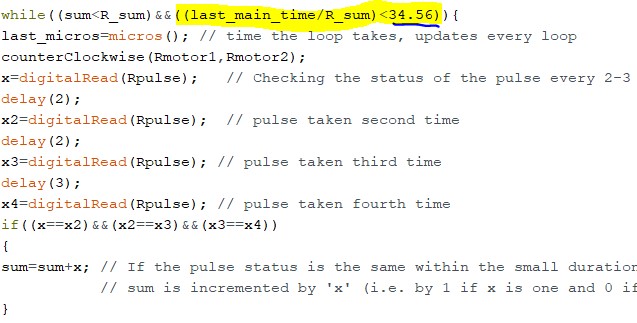 while((sum<R_sum)&&((last_main_time/R_sum)<34.56)){
last_micros=micros(); // time the loop takes, updates every loop
counterClockwise(Rmotor1,Rmotor2);
x=digitalRead(Rpulse);   // Checking the status of the pulse every 2-3
delay(2);
x2=digitalRead(Rpulse);  // pulse taken second time
delay(2);
x3=digitalRead(Rpulse); // pulse taken third time
delay(3);
x4=digitalRead(Rpulse); // pulse taken fourth time
if((x==x2)&&(x2==x3)&&(x3==x4))
{
sum=sum+x; // If the pulse status is the same within the small duration
// sum is incremented by 'x' (i.e. by 1 if x is one and 0 if
}